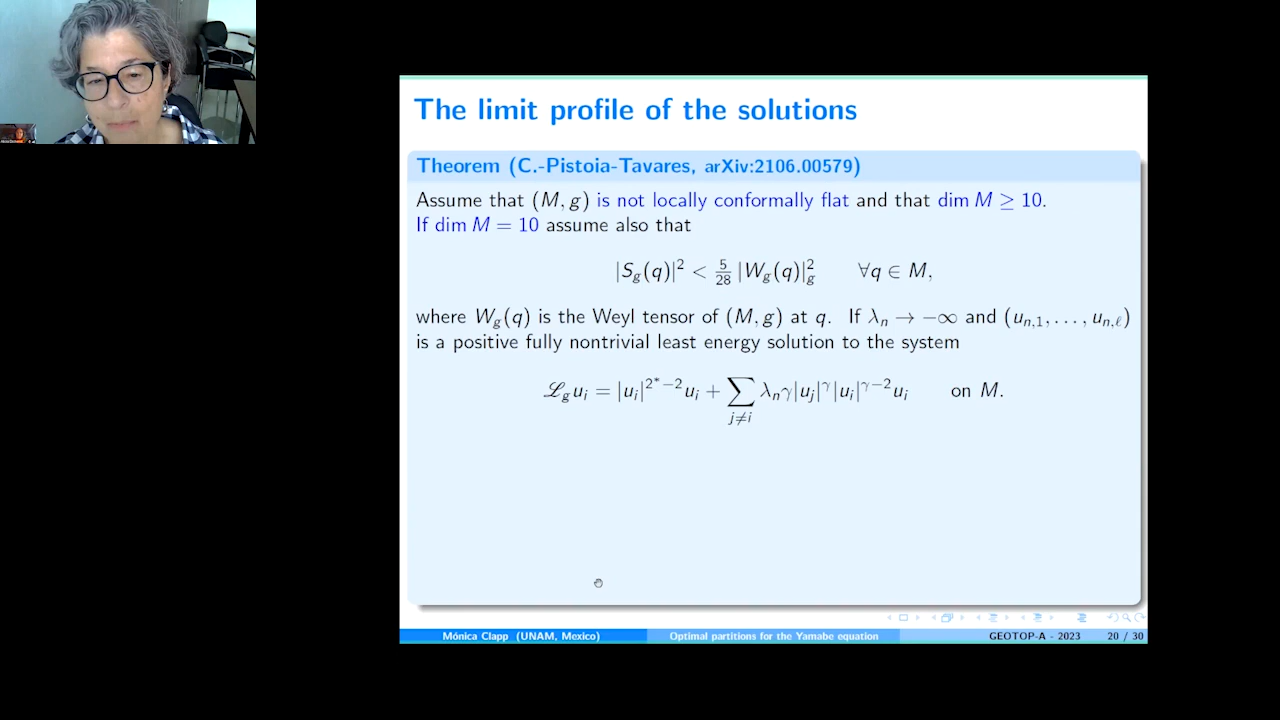 The limit profile of the solutions
Theorem (C.-Pistoia-Tavares, arXiv:2106.00579)
Assume that (M, g) is not locally conformally flat and that dim M ≥ 10.
If dim M = 10 assume also that
|S_g(q)|² < 5/28 |W_g(q)|²_g ∀q ∈ M,
where W_g(q) is the Weyl tensor of (M, g) at q. If λ_n → −∞ and (u_{n,1}, . . . , u_{n,ℓ})
is a positive fully nontrivial least energy solution to the system
ℒ_g u_i = |u_i|^{2*−2} u_i + ∑_{j≠i} λ_n γ|u_j|^γ |u_i|^{γ−2} u_i on M.
Mónica Clapp (UNAM, Mexico) Optimal partitions for the Yamabe equation GEOTOP-A - 2023 20 / 30